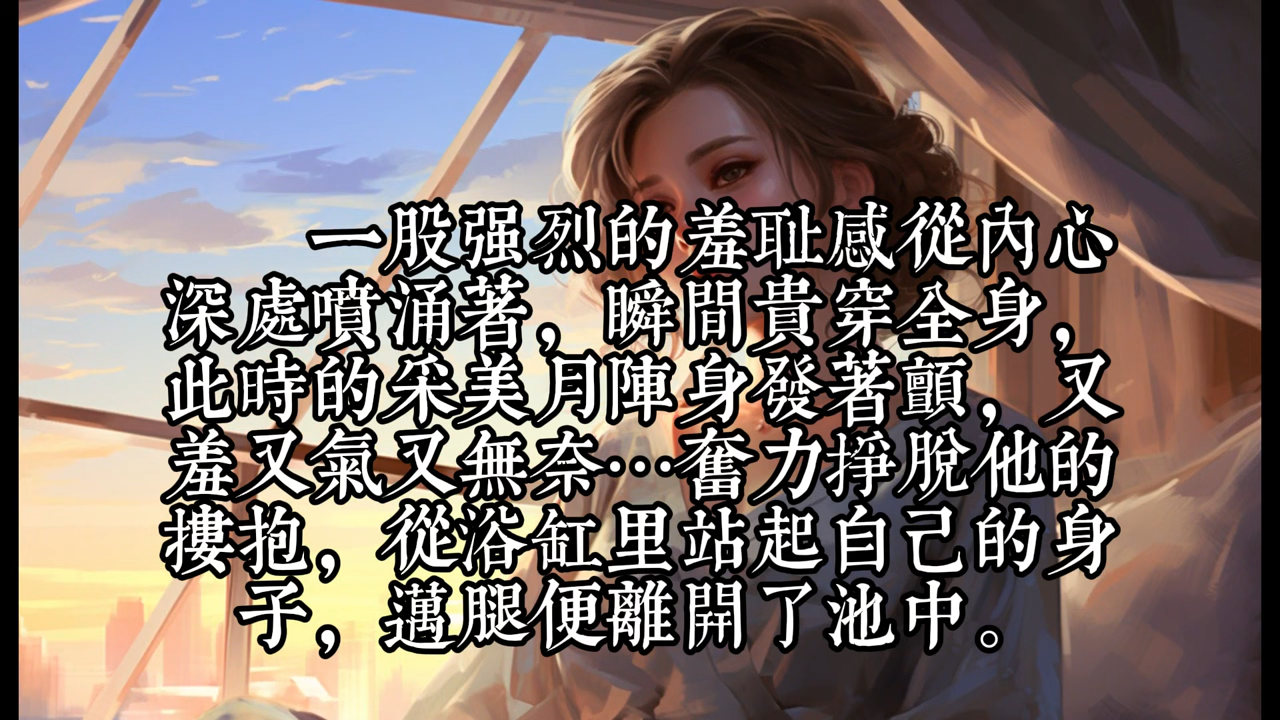 一股强烈的羞耻感從內心
深處噴涌著，瞬間貴穿全身，
此時的采美月陣身發著顫，又
羞又氣又無奈…奮力掙脫他的
摟抱，從浴缸里站起自己的身
子，邁腿便離開了池中。